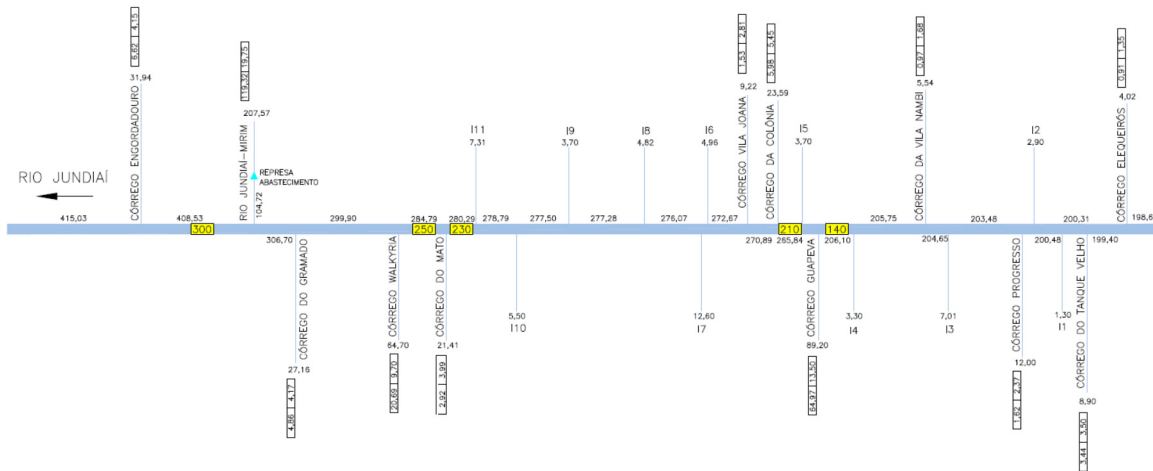 6,62 4,15
31,94
CÓRREGO ENGORDADOURO
119,32 19,75
207,57
RIO JUNDIAÍ-MIRIM
REPRESA
ABASTECIMENTO
104,72
I11
7,31
I9
3,70
I8
4,82
I6
4,96
1,53 2,81
9,22
CÓRREGO VILA JOANA
5,98 5,45
23,59
CÓRREGO DA COLÔNIA
I5
3,70
0,97 1,68
5,54
CÓRREGO DA VILA NAMBI
I2
2,90
0,91 1,35
4,02
CÓRREGO ELEQUEIRÓS
RIO JUNDIAÍ
415,03 408,53 299,90 284,79 280,29 278,79 277,50 277,28 276,07 272,67 205,75 203,48 200,31 198,6
300 250 230 210 140
306,70 270,89 265,84 206,10 204,65 200,48 199,40
CÓRREGO DO GRAMADO
27,16
4,86 4,17
CÓRREGO WALKYRIA
64,70
20,69 9,70
CÓRREGO DO MATO
21,41
2,92 3,99
5,50
I10
12,60
I7
CÓRREGO GUAPEVA
89,20
64,97 13,50
3,30
I4
7,01
I3
CÓRREGO PROGRESSO
12,00
1,62 2,37
1,30
I1
CÓRREGO DO TANQUE VELHO
8,90
3,44 3,50